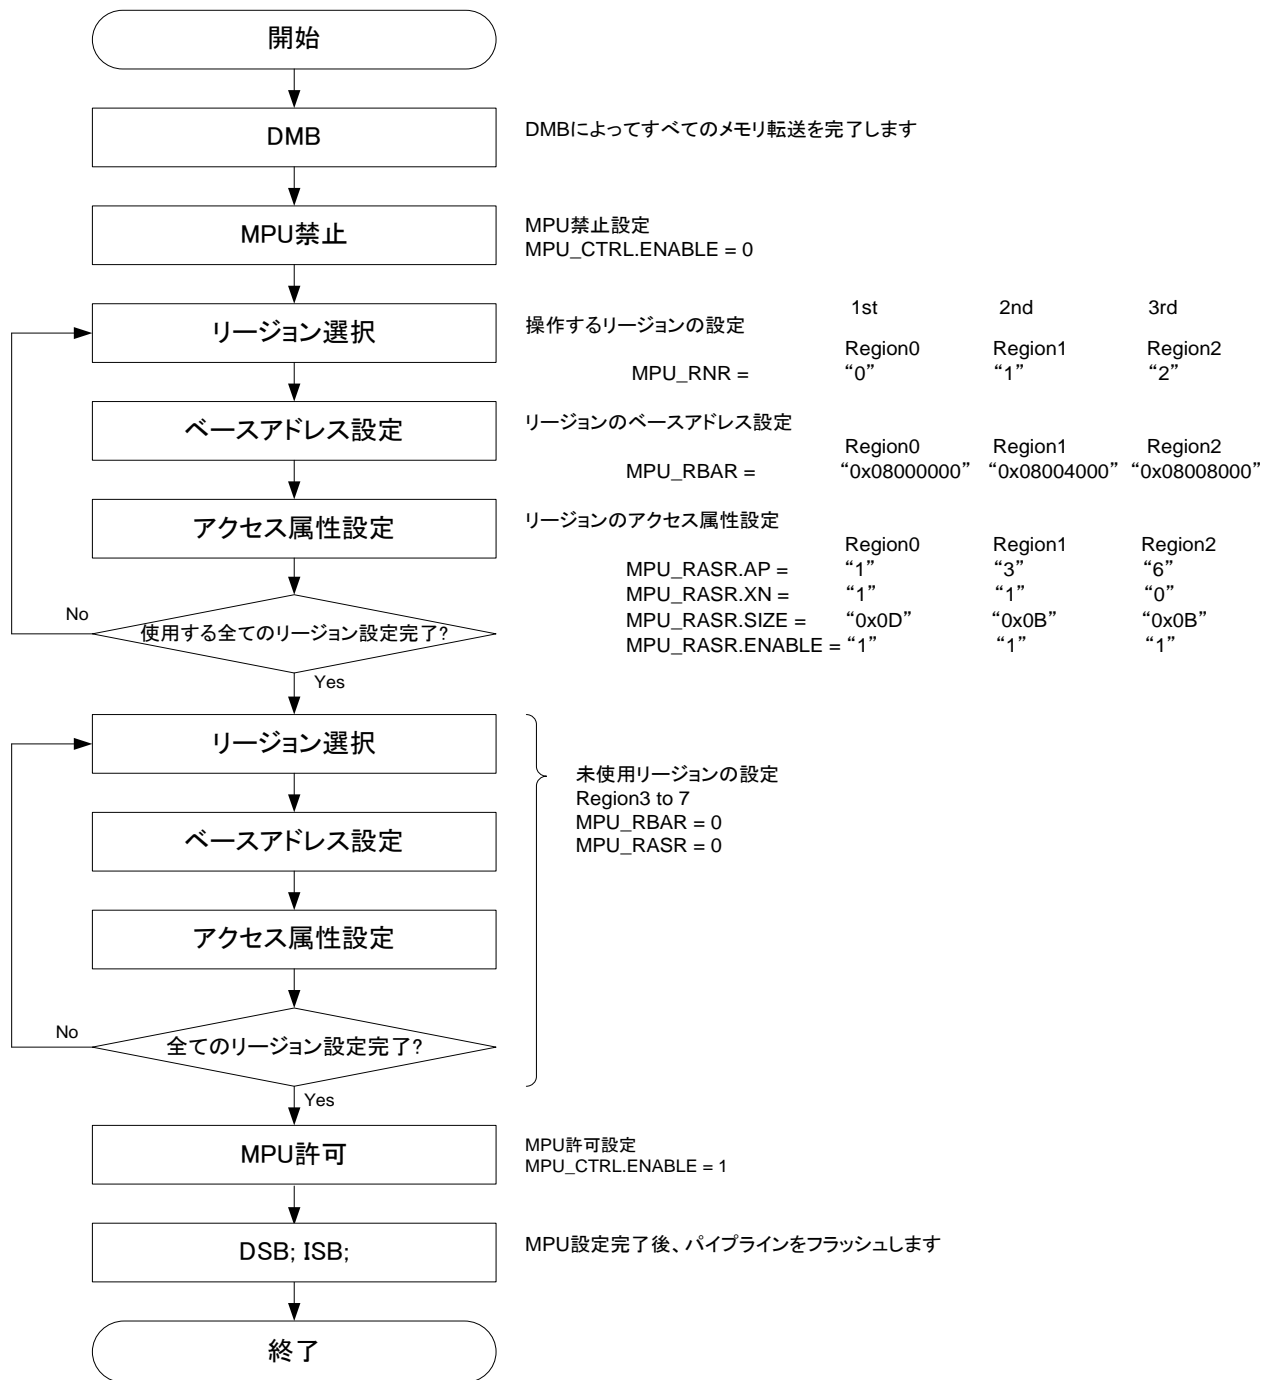 開始
DMB
DMBによってすべてのメモリ転送を完了します
MPU禁止
MPU禁止設定
MPU_CTRL.ENABLE = 0
リージョン選択
操作するリージョンの設定
1st 2nd 3rd
Region0 Region1 Region2
MPU_RNR = “0” “1” “2”
ベースアドレス設定
リージョンのベースアドレス設定
Region0 Region1 Region2
MPU_RBAR = “0x08000000” “0x08004000” “0x08008000”
アクセス属性設定
リージョンのアクセス属性設定
Region0 Region1 Region2
MPU_RASR.AP = “1” “3” “6”
MPU_RASR.XN = “1” “1” “0”
MPU_RASR.SIZE = “0x0D” “0x0B” “0x0B”
MPU_RASR.ENABLE = “1” “1” “1”
No
使用する全てのリージョン設定完了?
Yes
リージョン選択
ベースアドレス設定
アクセス属性設定
未使用リージョンの設定
Region3 to 7
MPU_RBAR = 0
MPU_RASR = 0
No
全てのリージョン設定完了?
Yes
MPU許可
MPU許可設定
MPU_CTRL.ENABLE = 1
DSB; ISB;
MPU設定完了後、パイプラインをフラッシュします
終了